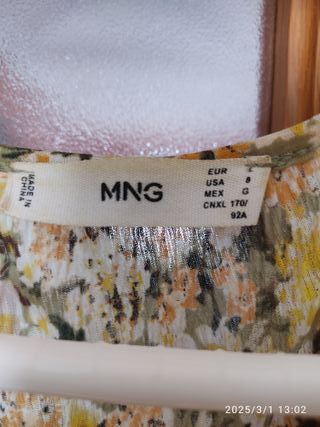 MADE IN
CHINA
MNG
EUR L
USA 8
MEX G
CNXL 170/
92A
2025/3/1 13:02